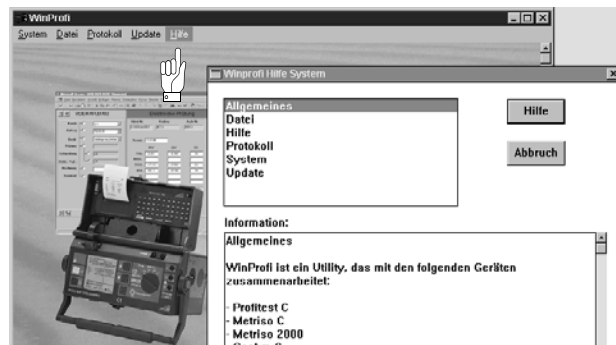 WinProfi
System Datei Protokoll Update Hilfe
Winprofi Hilfe System
Allgemeines
Datei
Hilfe
Protokoll
System
Update
Hilfe
Abbruch
Information:
Allgemeines
WinProfi ist ein Utility, das mit den folgenden Geräten
zusammenarbeitet:
- Profitest C
- Metriso C
- Metriso 2000